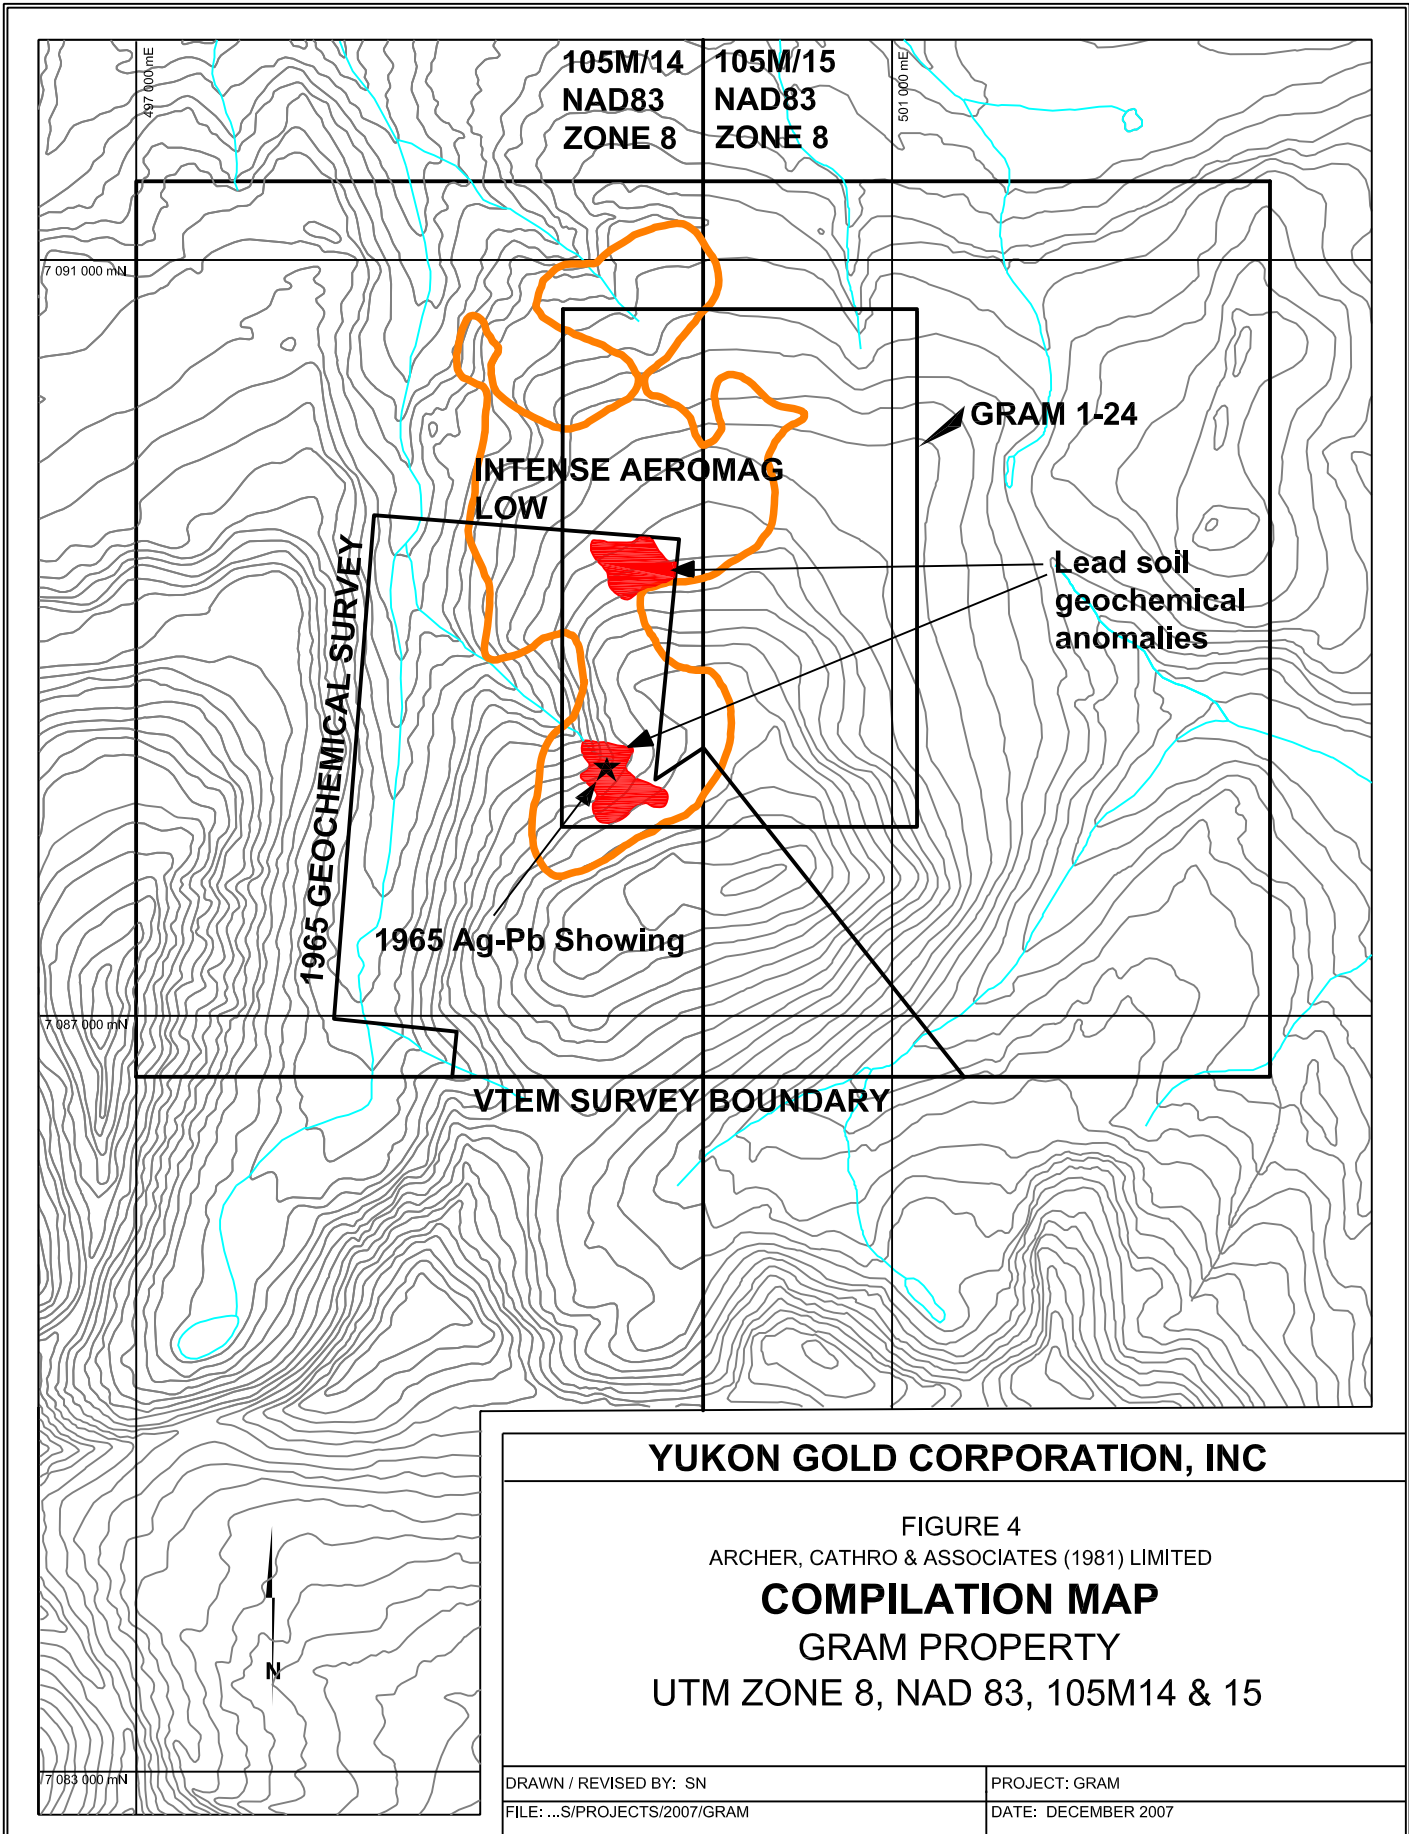 497 000 mE
105M/14
NAD83
ZONE 8
105M/15
NAD83
ZONE 8
501 000 mE
7 091 000 mN
GRAM 1-24
INTENSE AEROMAG
LOW
Lead soil
geochemical
anomalies
1965 GEOCHEMICAL SURVEY
1965 Ag-Pb Showing
7 087 000 mN
VTEM SURVEY BOUNDARY
N
7 083 000 mN
YUKON GOLD CORPORATION, INC
FIGURE 4
ARCHER, CATHRO & ASSOCIATES (1981) LIMITED
COMPILATION MAP
GRAM PROPERTY
UTM ZONE 8, NAD 83, 105M14 & 15
DRAWN / REVISED BY: SN
PROJECT: GRAM
FILE: ...S/PROJECTS/2007/GRAM
DATE: DECEMBER 2007